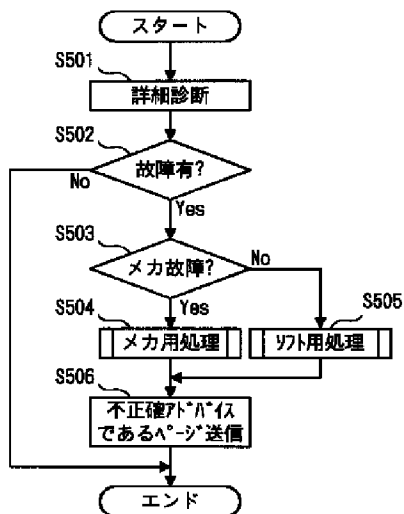 スタート
S501
詳細診断
S502
故障有?
No
Yes
S503
メカ故障?
No
Yes
S504
メカ用処理
S505
ソフト用処理
S506
不正確アドバイス
であるページ送信
エンド